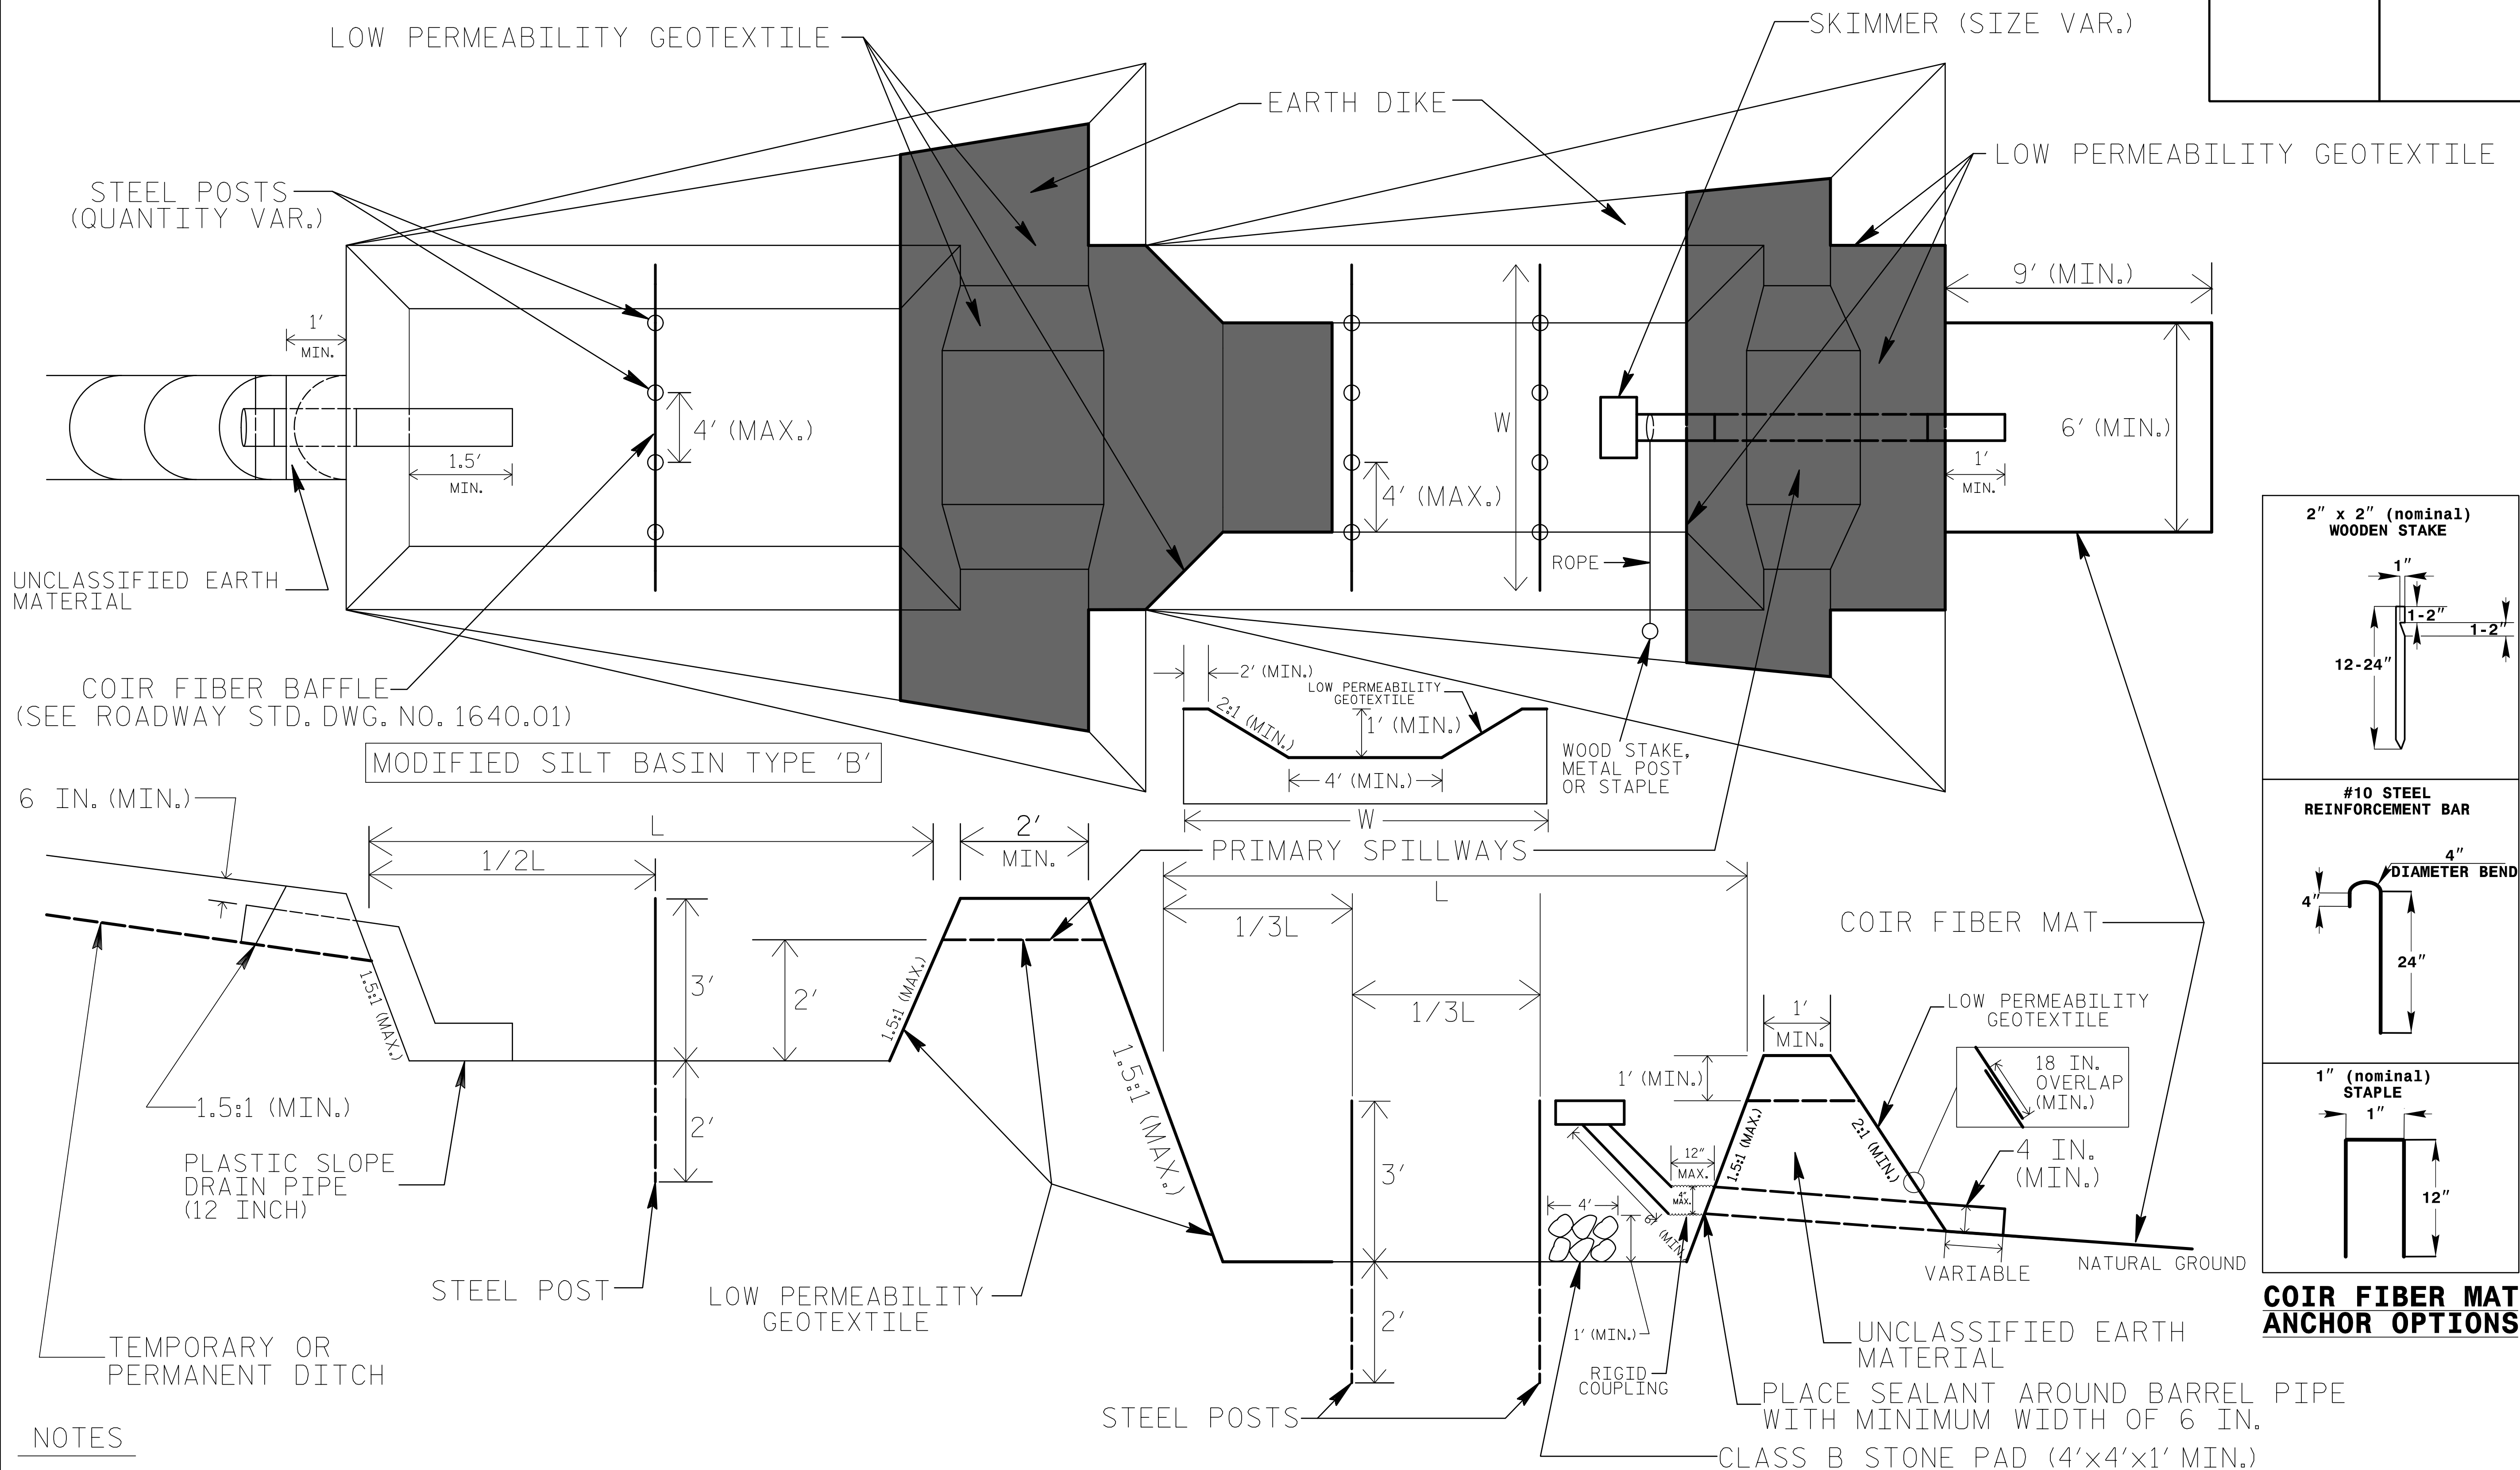 LOW PERMEABILITY GEOTEXTILE
SKIMMER (SIZE VAR.)
EARTH DIKE
LOW PERMEABILITY GEOTEXTILE
STEEL POSTS
(QUANTITY VAR.)
9' (MIN.)
1'
MIN.
4' (MAX.)
W
6' (MIN.)
1.5'
MIN.
4' (MAX.)
1'
MIN.
ROPE
UNCLASSIFIED EARTH
MATERIAL
COIR FIBER BAFFLE
(SEE ROADWAY STD. DWG. NO. 1640.01)
2' (MIN.)
LOW PERMEABILITY
GEOTEXTILE
2:1 (MIN.)
1' (MIN.)
4' (MIN.)
W
WOOD STAKE,
METAL POST
OR STAPLE
MODIFIED SILT BASIN TYPE 'B'
2" x 2" (nominal)
WOODEN STAKE
1"
1-2"
1-2"
12-24"
#10 STEEL
REINFORCEMENT BAR
4"
DIAMETER BEND
4"
24"
1" (nominal)
STAPLE
1"
12"
COIR FIBER MAT
ANCHOR OPTIONS
6 IN. (MIN.)
L
1/2L
2'
MIN.
PRIMARY SPILLWAYS
L
1/3L
1/3L
COIR FIBER MAT
1.5:1 (MAX.)
3'
2'
2'
1.5:1 (MAX.)
1.5:1 (MAX.)
1.5:1 (MIN.)
PLASTIC SLOPE
DRAIN PIPE
(12 INCH)
STEEL POST
LOW PERMEABILITY
GEOTEXTILE
TEMPORARY OR
PERMANENT DITCH
1'
MIN.
LOW PERMEABILITY
GEOTEXTILE
1' (MIN.)
18 IN.
OVERLAP
(MIN.)
1.5:1 (MAX.)
2:1 (MIN.)
4 IN.
(MIN.)
12"
MAX.
4"
MAX.
3'
4'
6' (MIN.
2'
1' (MIN.)
VARIABLE
NATURAL GROUND
RIGID
COUPLING
UNCLASSIFIED EARTH
MATERIAL
STEEL POSTS
PLACE SEALANT AROUND BARREL PIPE
WITH MINIMUM WIDTH OF 6 IN.
CLASS B STONE PAD (4'x4'x1' MIN.)
NOTES